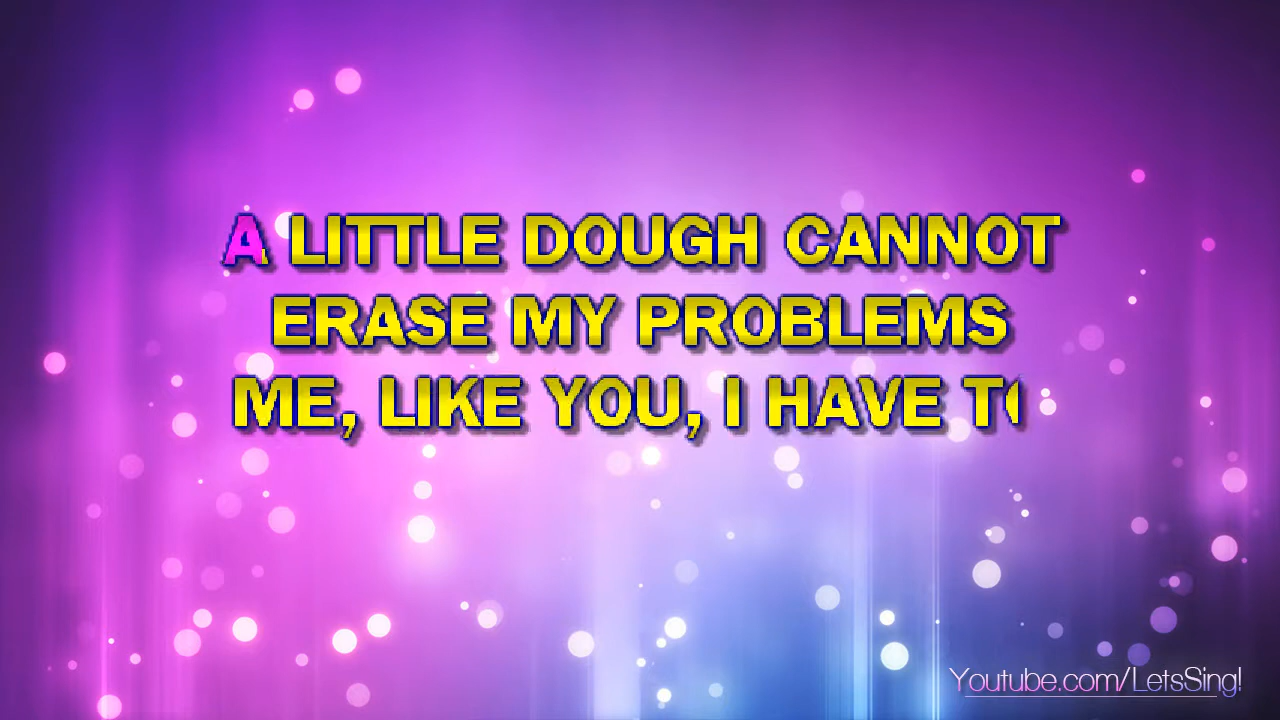 A LITTLE DOUGH CANNOT
ERASE MY PROBLEMS
ME, LIKE YOU, I HAVE
Youtube.com/LetsSing!